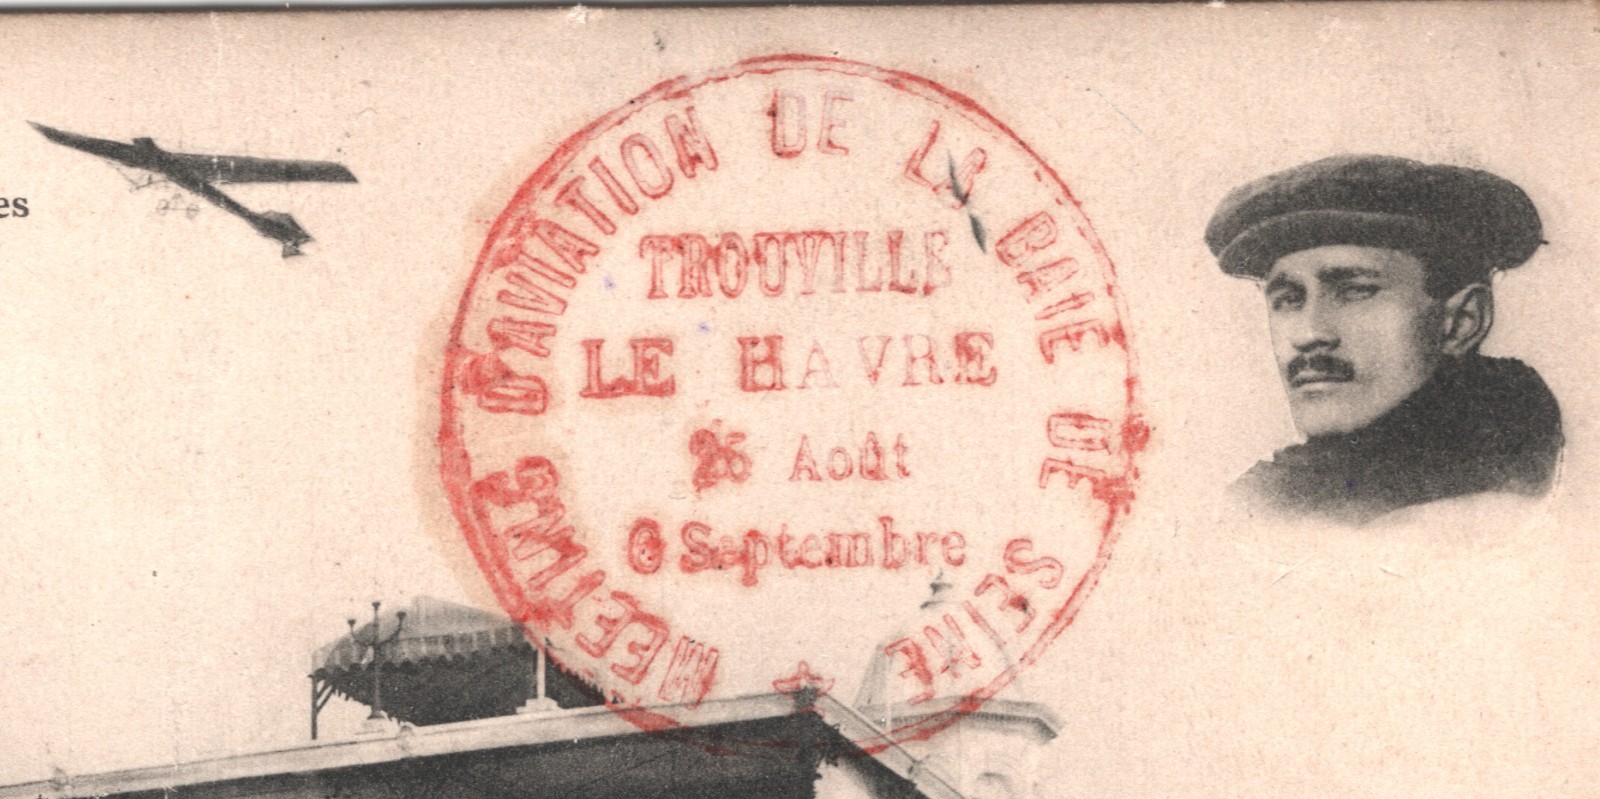 es
MEETING D'AVIATION DE LA BAIE DE SEINE
TROUVILLE
LE HAVRE
25 Août
6 Septembre